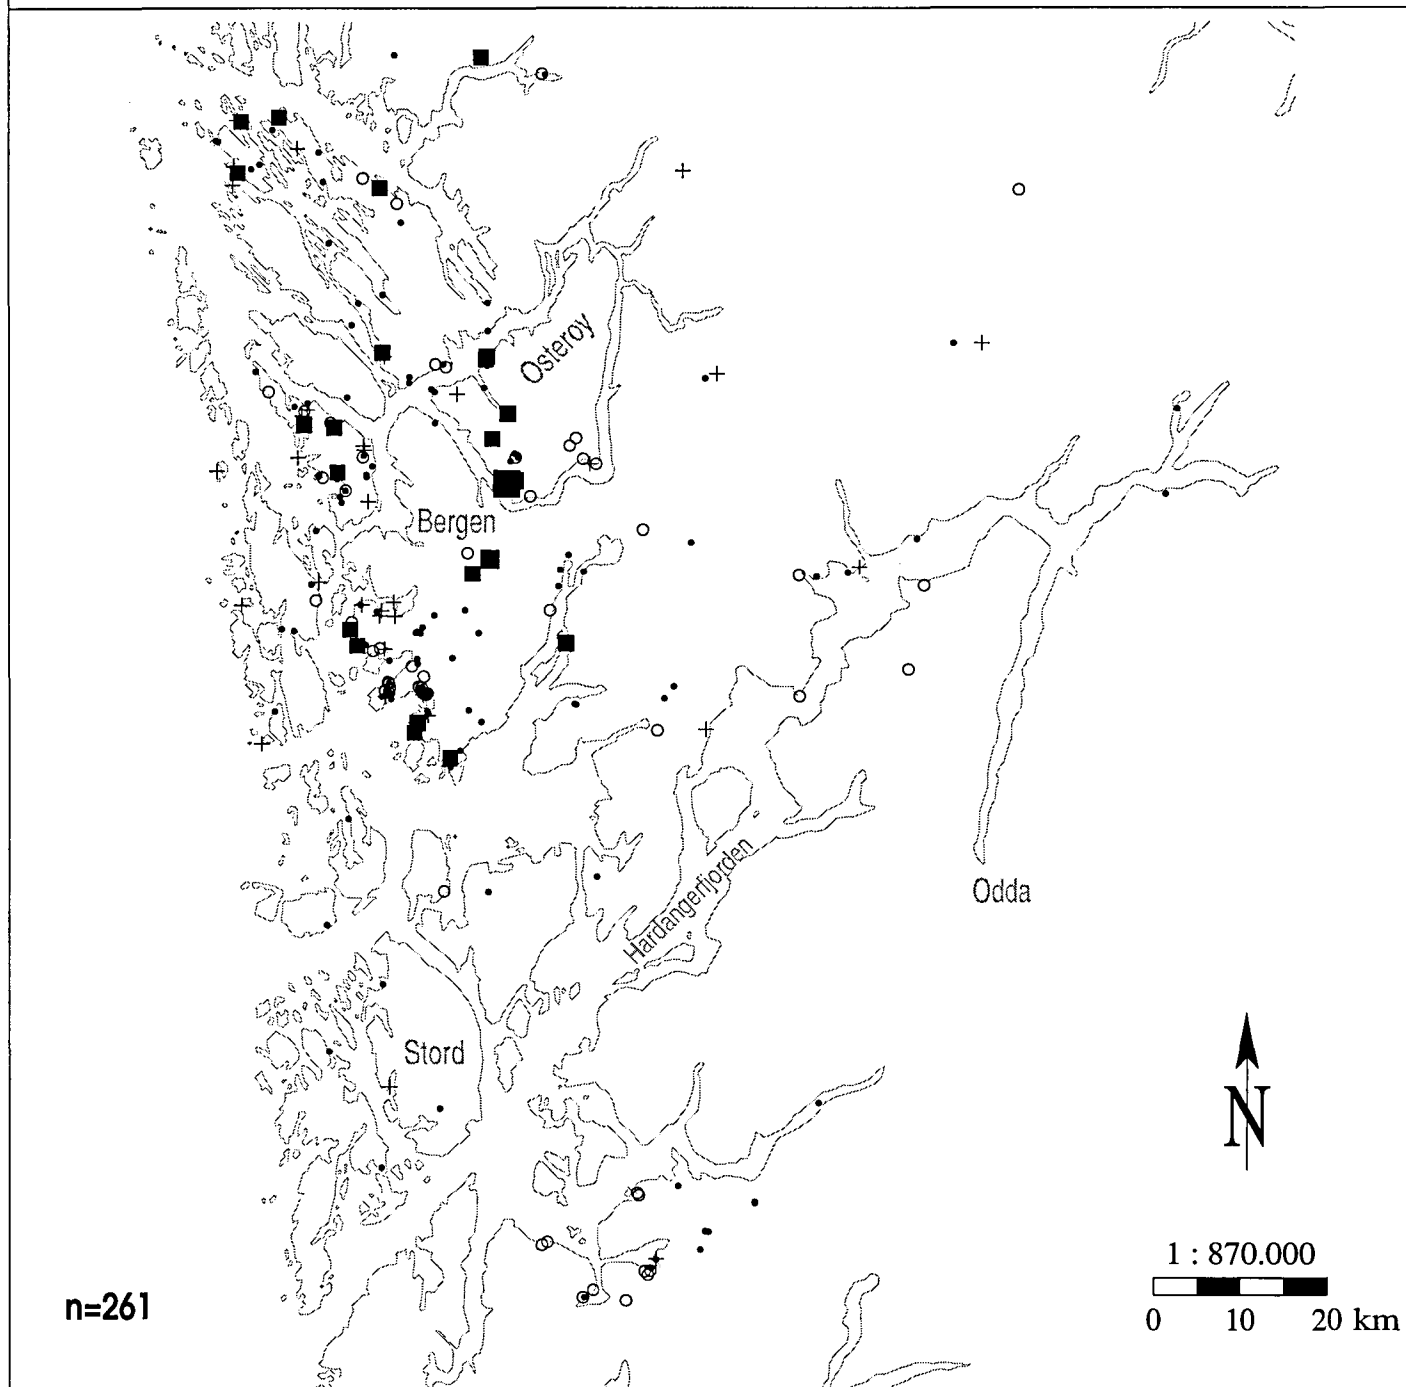 Osteroy
Bergen
Hardangerfjorden
Odda
Stord
N
1 : 870.000
0 10 20 km
n=261